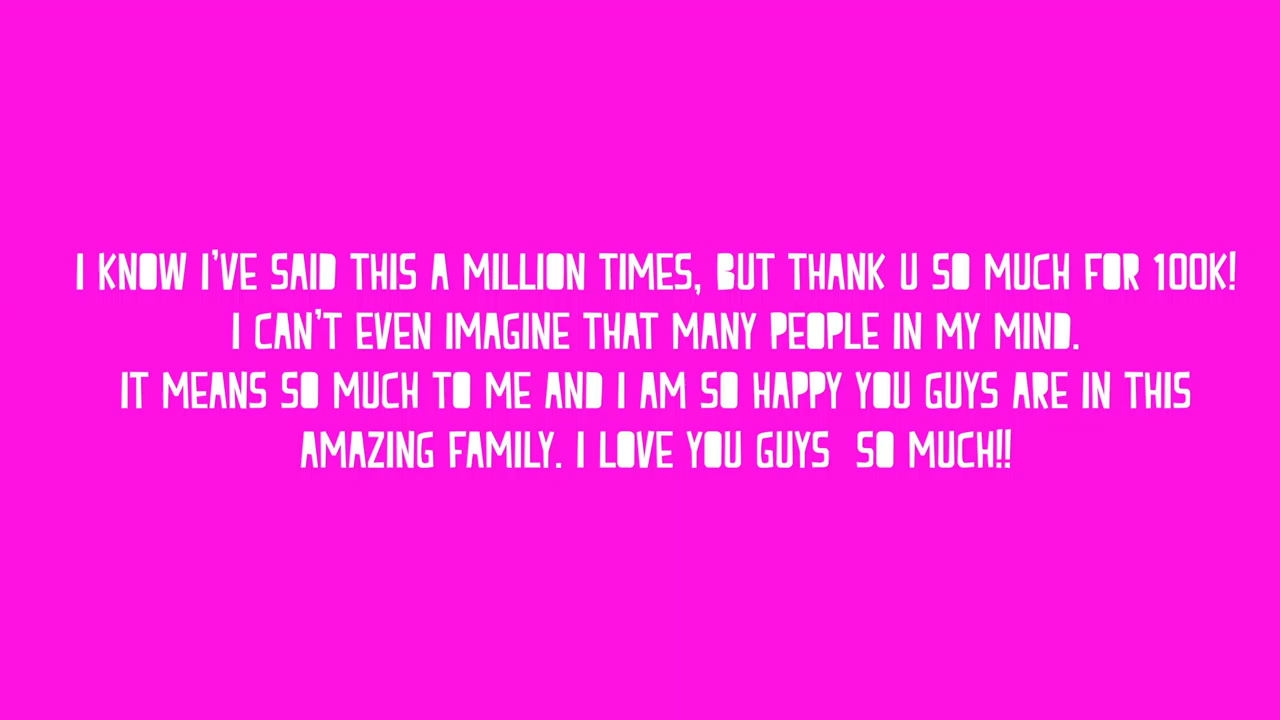 I KNOW I'VE SAID THIS A MILLION TIMES, BUT THANK U SO MUCH FOR 100K!
I CAN'T EVEN IMAGINE THAT MANY PEOPLE IN MY MIND.
IT MEANS SO MUCH TO ME AND I AM SO HAPPY YOU GUYS ARE IN THIS
AMAZING FAMILY. I LOVE YOU GUYS  SO MUCH!!